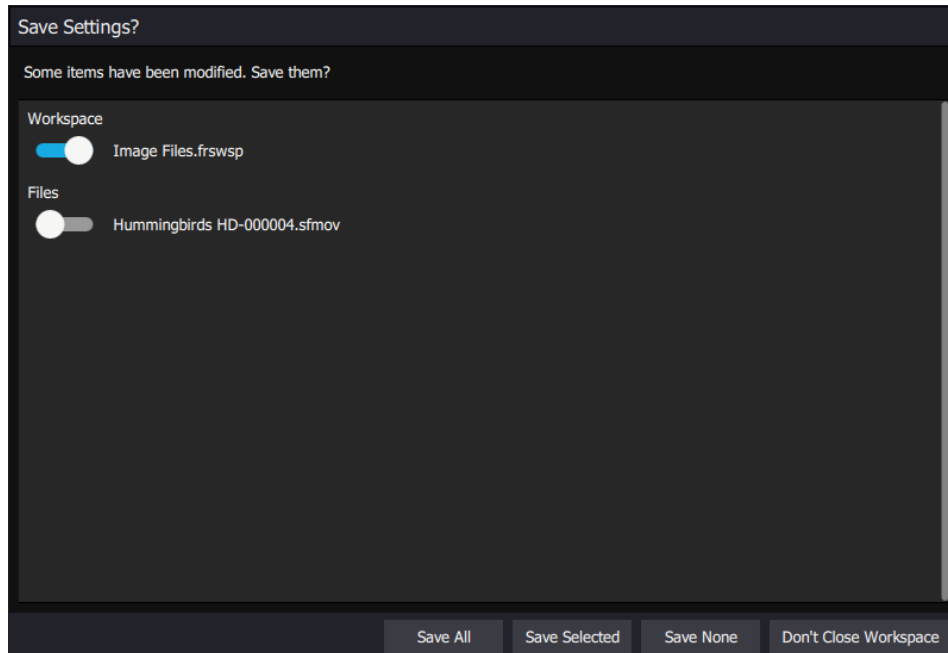 Save Settings?
Some items have been modified. Save them?
Workspace
Image Files.frswsp
Files
Hummingbirds HD-000004.sfmov
Save All
Save Selected
Save None
Don't Close Workspace